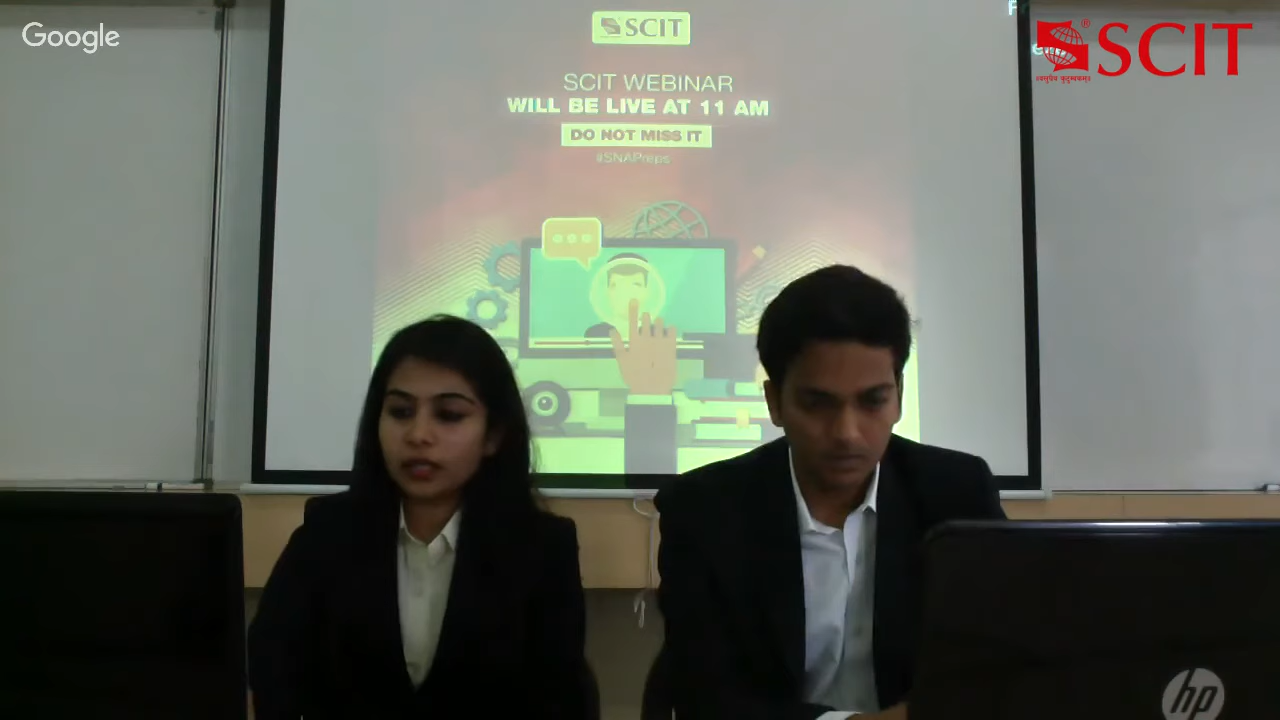 Google
SCIT
SCIT WEBINAR
WILL BE LIVE AT 11 AM
DO NOT MISS IT
#SNAPreps
® SCIT
hp